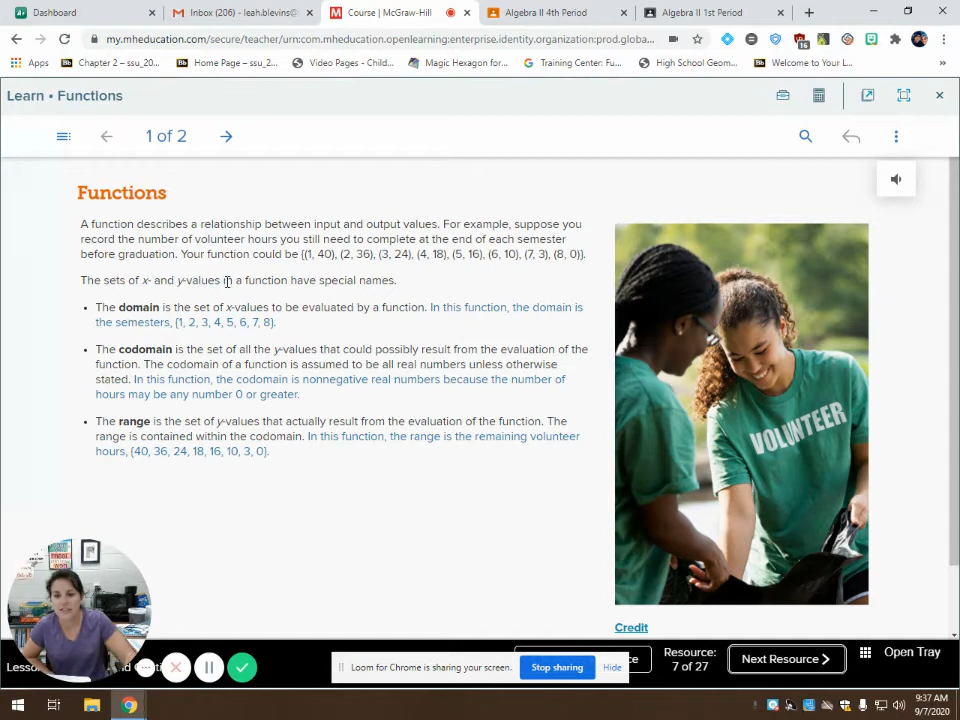 Dashboard
Inbox (206) - leah.blevins@
Course | McGraw-Hill
Algebra II 4th Period
Algebra II 1st Period
my.mheducation.com/secure/teacher/urn:com.mheducation.openlearning:enterprise.identity.organization:prod.globa...
16
Apps
Chapter 2 – ssu_20...
Home Page – ssu_2...
Video Pages - Child...
Magic Hexagon for...
Training Center: Fu...
High School Geom...
Welcome to Your L...
Learn • Functions
1 of 2
Functions
A function describes a relationship between input and output values. For example, suppose you
record the number of volunteer hours you still need to complete at the end of each semester
before graduation. Your function could be {(1, 40), (2, 36), (3, 24), (4, 18), (5, 16), (6, 10), (7, 3), (8, 0)}.
The sets of x- and y-values in a function have special names.
• The domain is the set of x-values to be evaluated by a function. In this function, the domain is
the semesters, {1, 2, 3, 4, 5, 6, 7, 8}.
• The codomain is the set of all the y-values that could possibly result from the evaluation of the
function. The codomain of a function is assumed to be all real numbers unless otherwise
stated. In this function, the codomain is nonnegative real numbers because the number of
hours may be any number 0 or greater.
• The range is the set of y-values that actually result from the evaluation of the function. The
range is contained within the codomain. In this function, the range is the remaining volunteer
hours, {40, 36, 24, 18, 16, 10, 3, 0}.
VOLUNTEER
Credit
Loom for Chrome is sharing your screen.
Stop sharing
Hide
Resource:
7 of 27
Next Resource
Open Tray
9:37 AM
9/7/2020